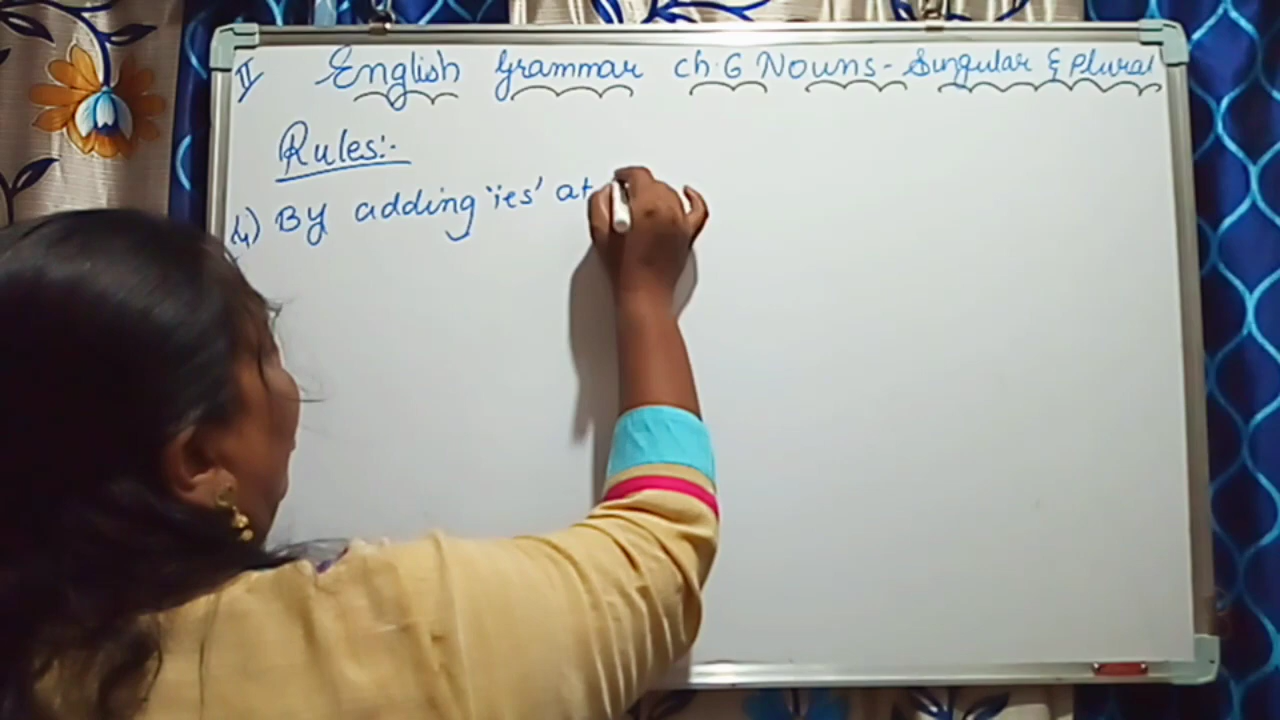 II English Grammar ch.6 Nouns - Singular & Plural
Rules:-
4) By adding 'ies' at